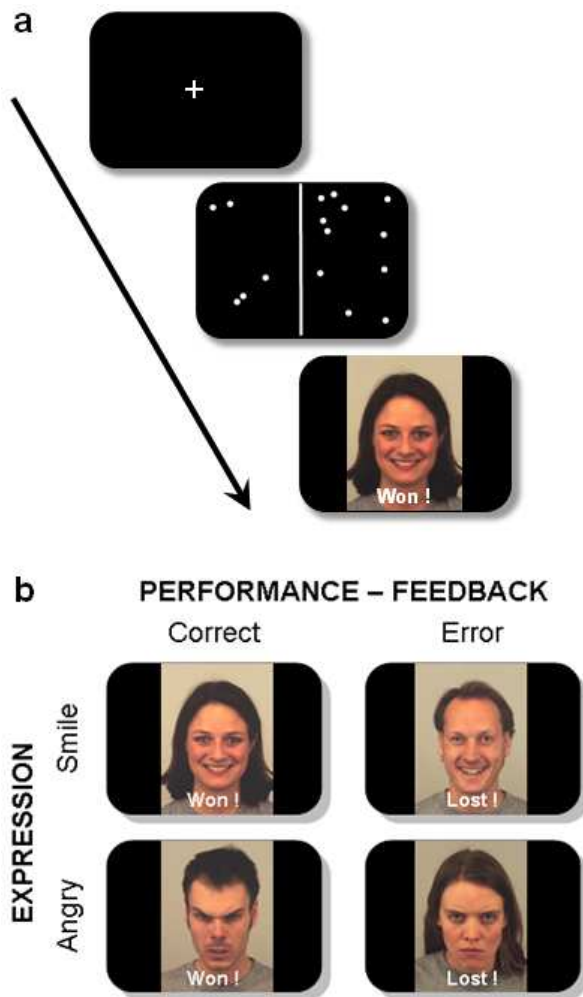 a
Won !
b
PERFORMANCE – FEEDBACK
Correct Error
EXPRESSION
Smile
Won ! Lost !
Angry
Won ! Lost !